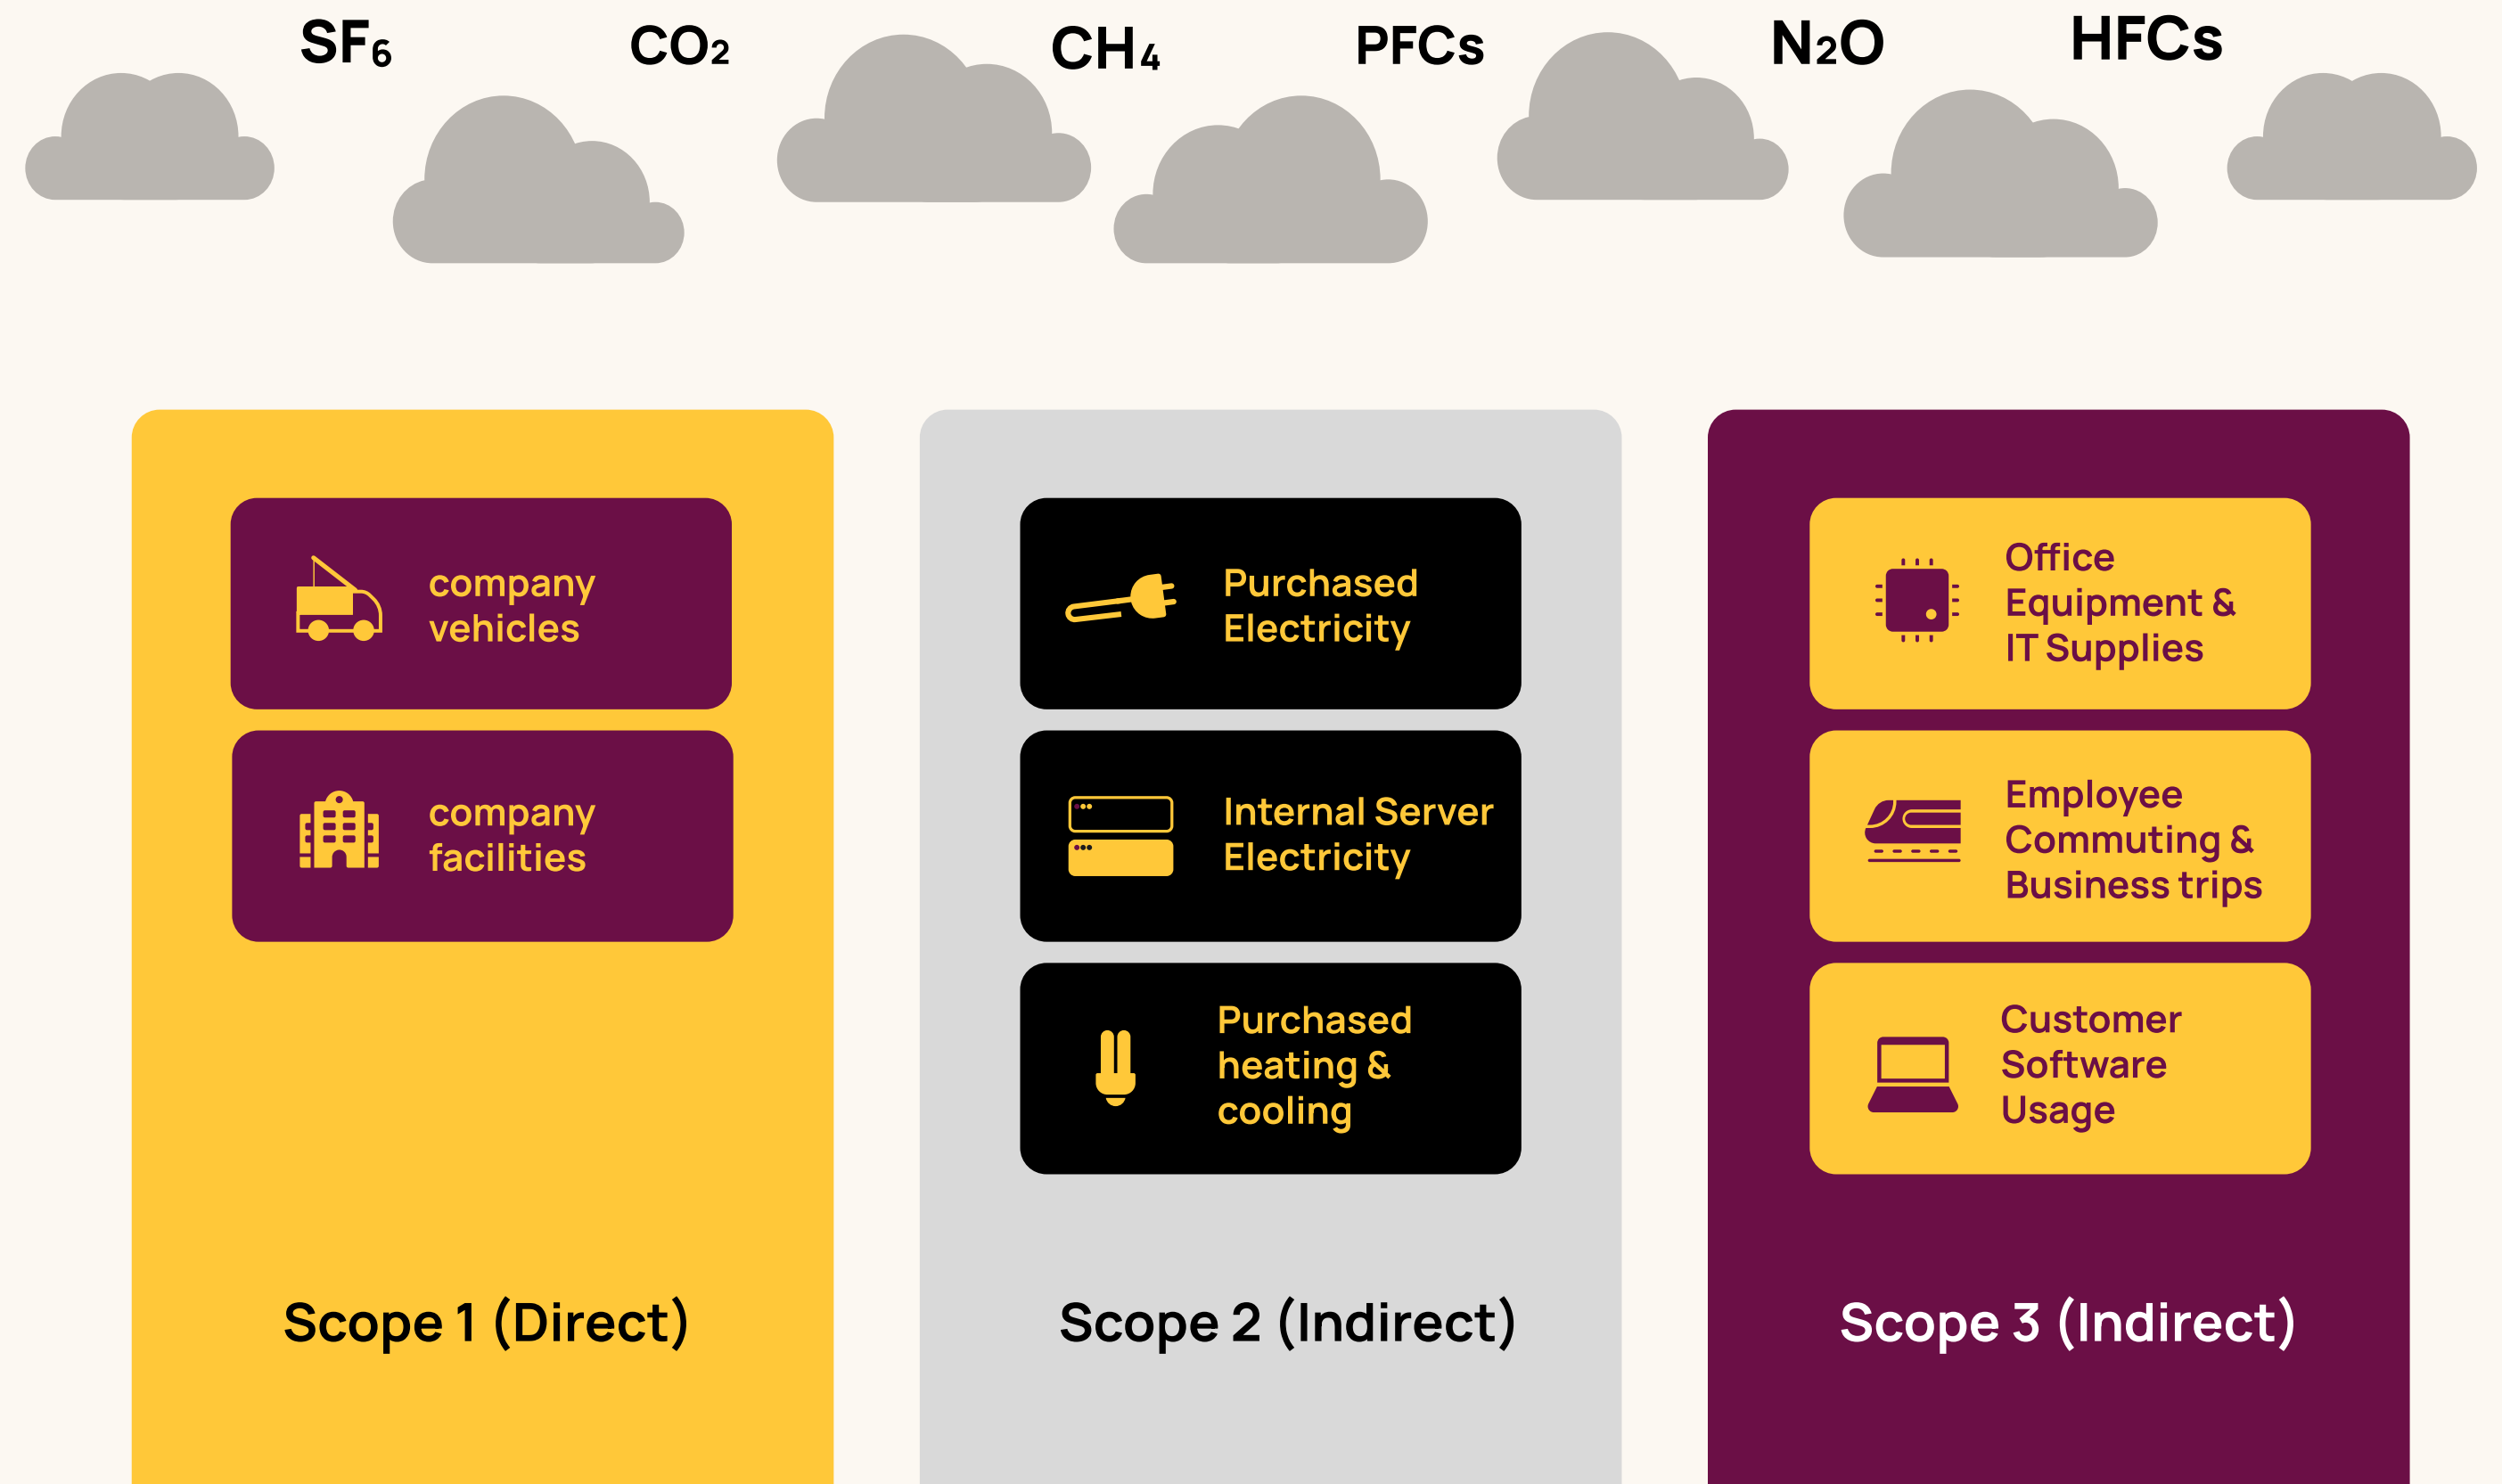 SF₆
CO₂
CH₄
PFCs
N₂O
HFCs
company
vehicles
company
facilities
Scope 1 (Direct)
Purchased
Electricity
Internal Server
Electricity
Purchased
heating &
cooling
Scope 2 (Indirect)
Office
Equipment &
IT Supplies
Employee
Commuting &
Business trips
Customer
Software
Usage
Scope 3 (Indirect)